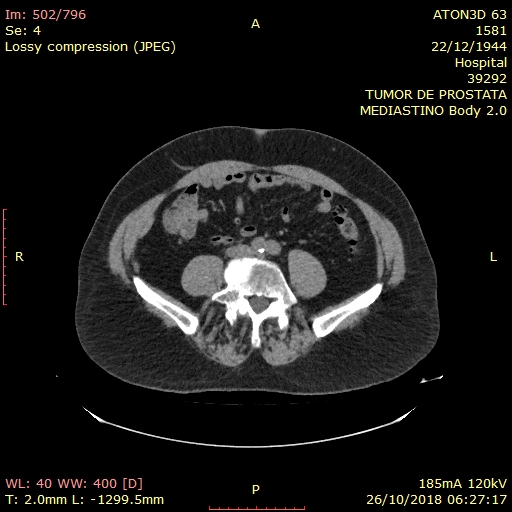 Im: 502/796
Se: 4
Lossy compression (JPEG)
A
ATON3D 63
1581
22/12/1944
Hospital
39292
TUMOR DE PROSTATA
MEDIASTINO Body 2.0
R
L
WL: 40 WW: 400 [D]
T: 2.0mm L: -1299.5mm
P
185mA 120kV
26/10/2018 06:27:17